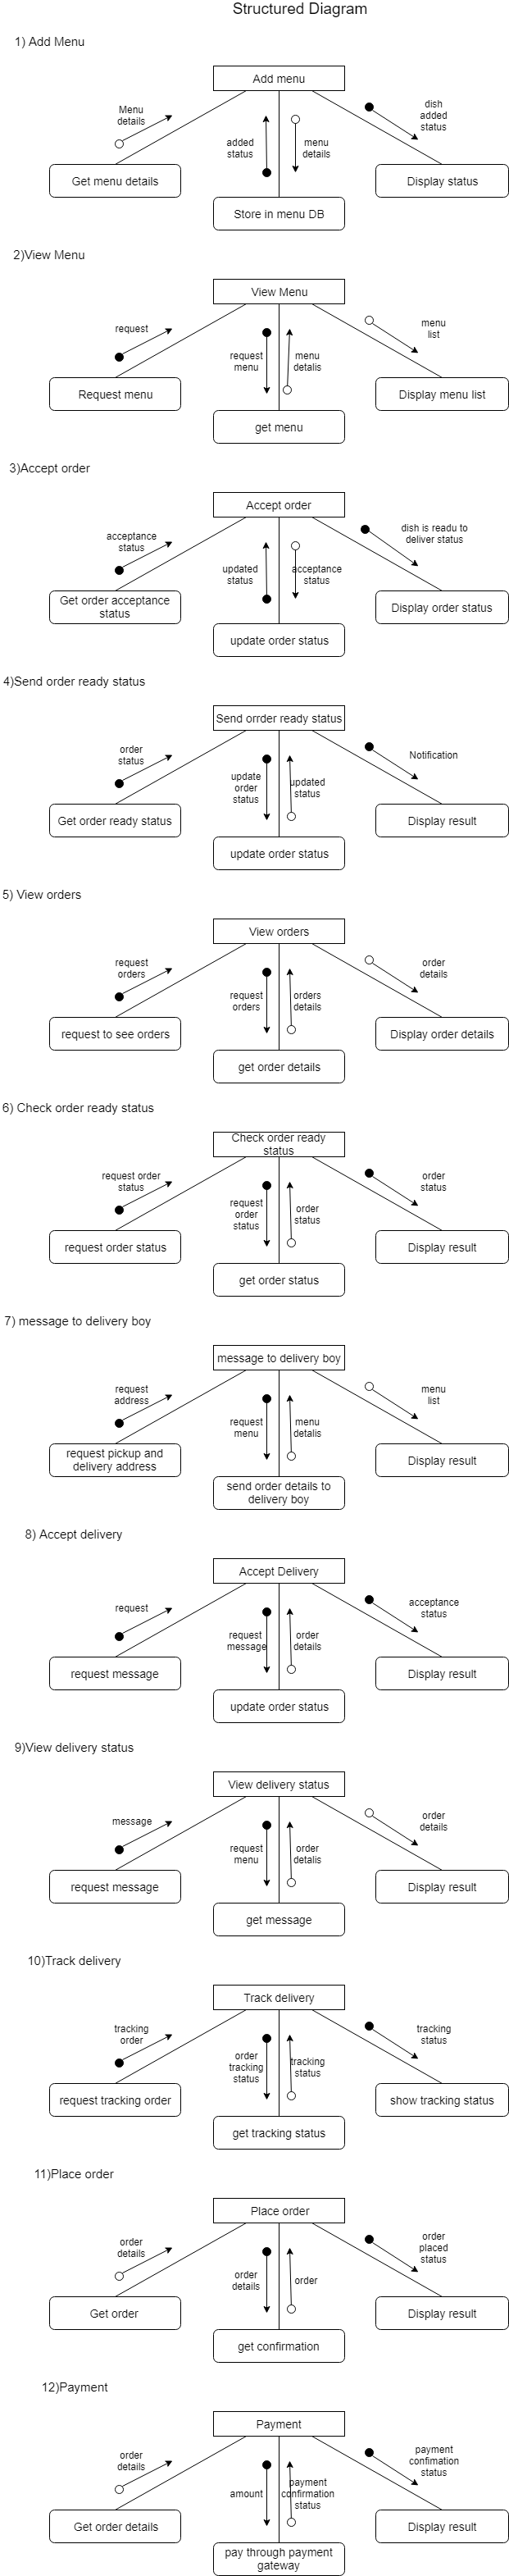 Structured Diagram
1) Add Menu
Add menu
Menu
details
added
status
menu
details
dish
added
status
Get menu details
Store in menu DB
Display status
2)View Menu
View Menu
request
request
menu
menu
detalis
menu
list
Request menu
get menu
Display menu list
3)Accept order
Accept order
acceptance
status
updated
status
acceptance
status
dish is readu to
deliver status
Get order acceptance
status
update order status
Display order status
4)Send order ready status
Send orrder ready status
order
status
update
order
status
updated
status
Notification
Get order ready status
update order status
Display result
5) View orders
View orders
request
orders
request
orders
orders
details
order
details
request to see orders
get order details
Display order details
6) Check order ready status
Check order ready
status
request order
status
request
order
status
order
status
order
status
request order status
get order status
Display result
7) message to delivery boy
message to delivery boy
request
address
request
menu
menu
detalis
menu
list
request pickup and
delivery address
send order details to
delivery boy
Display result
8) Accept delivery
Accept Delivery
request
request
message
order
details
acceptance
status
request message
update order status
Display result
9)View delivery status
View delivery status
message
request
menu
order
detalis
order
details
request message
get message
Display result
10)Track delivery
Track delivery
tracking
order
order
tracking
status
tracking
status
tracking
status
request tracking order
get tracking status
show tracking status
11)Place order
Place order
order
details
order
details
order
order
placed
status
Get order
get confirmation
Display result
12)Payment
Payment
order
details
amount
payment
confirmation
status
payment
confimation
status
Get order details
pay through payment
gateway
Display result